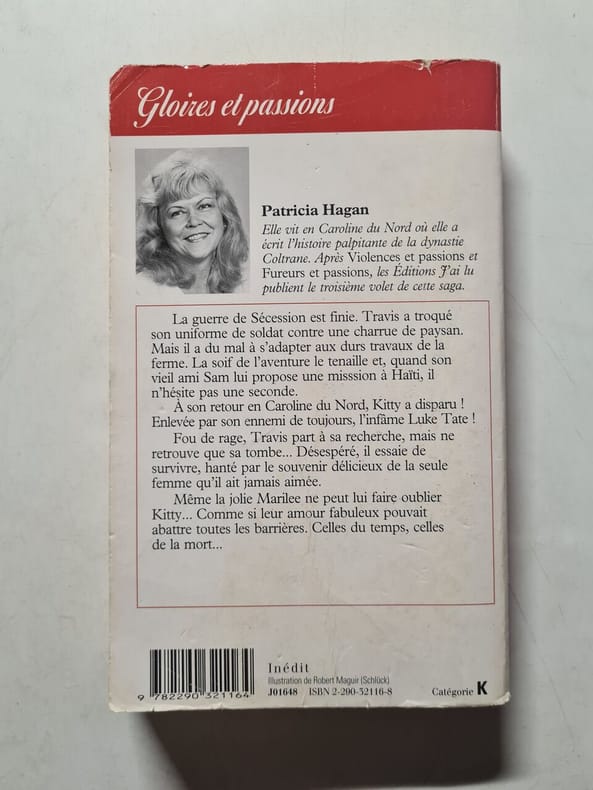 Gloires et passions
Patricia Hagan
Elle vit en Caroline du Nord où elle a
écrit l'histoire palpitante de la dynastie
Coltrane. Après Violences et passions et
Fureurs et passions, les Éditions J'ai lu
publient le troisième volet de cette saga.
La guerre de Sécession est finie. Travis a troqué
son uniforme de soldat contre une charrue de paysan.
Mais il a du mal à s'adapter aux durs travaux de la
ferme. La soif de l'aventure le tenaille et, quand son
vieil ami Sam lui propose une misssion à Haïti, il
n'hésite pas une seconde.
À son retour en Caroline du Nord, Kitty a disparu !
Enlevée par son ennemi de toujours, l'infâme Luke Tate !
Fou de rage, Travis part à sa recherche, mais ne
retrouve que sa tombe... Désespéré, il essaie de
survivre, hanté par le souvenir délicieux de la seule
femme qu'il ait jamais aimée.
Même la jolie Marilee ne peut lui faire oublier
Kitty... Comme si leur amour fabuleux pouvait
abattre toutes les barrières. Celles du temps, celles
de la mort...
Inédit
Illustration de Robert Maguir (Schlück)
J01648 ISBN 2-290-32116-8
Catégorie K
9 782290 321164